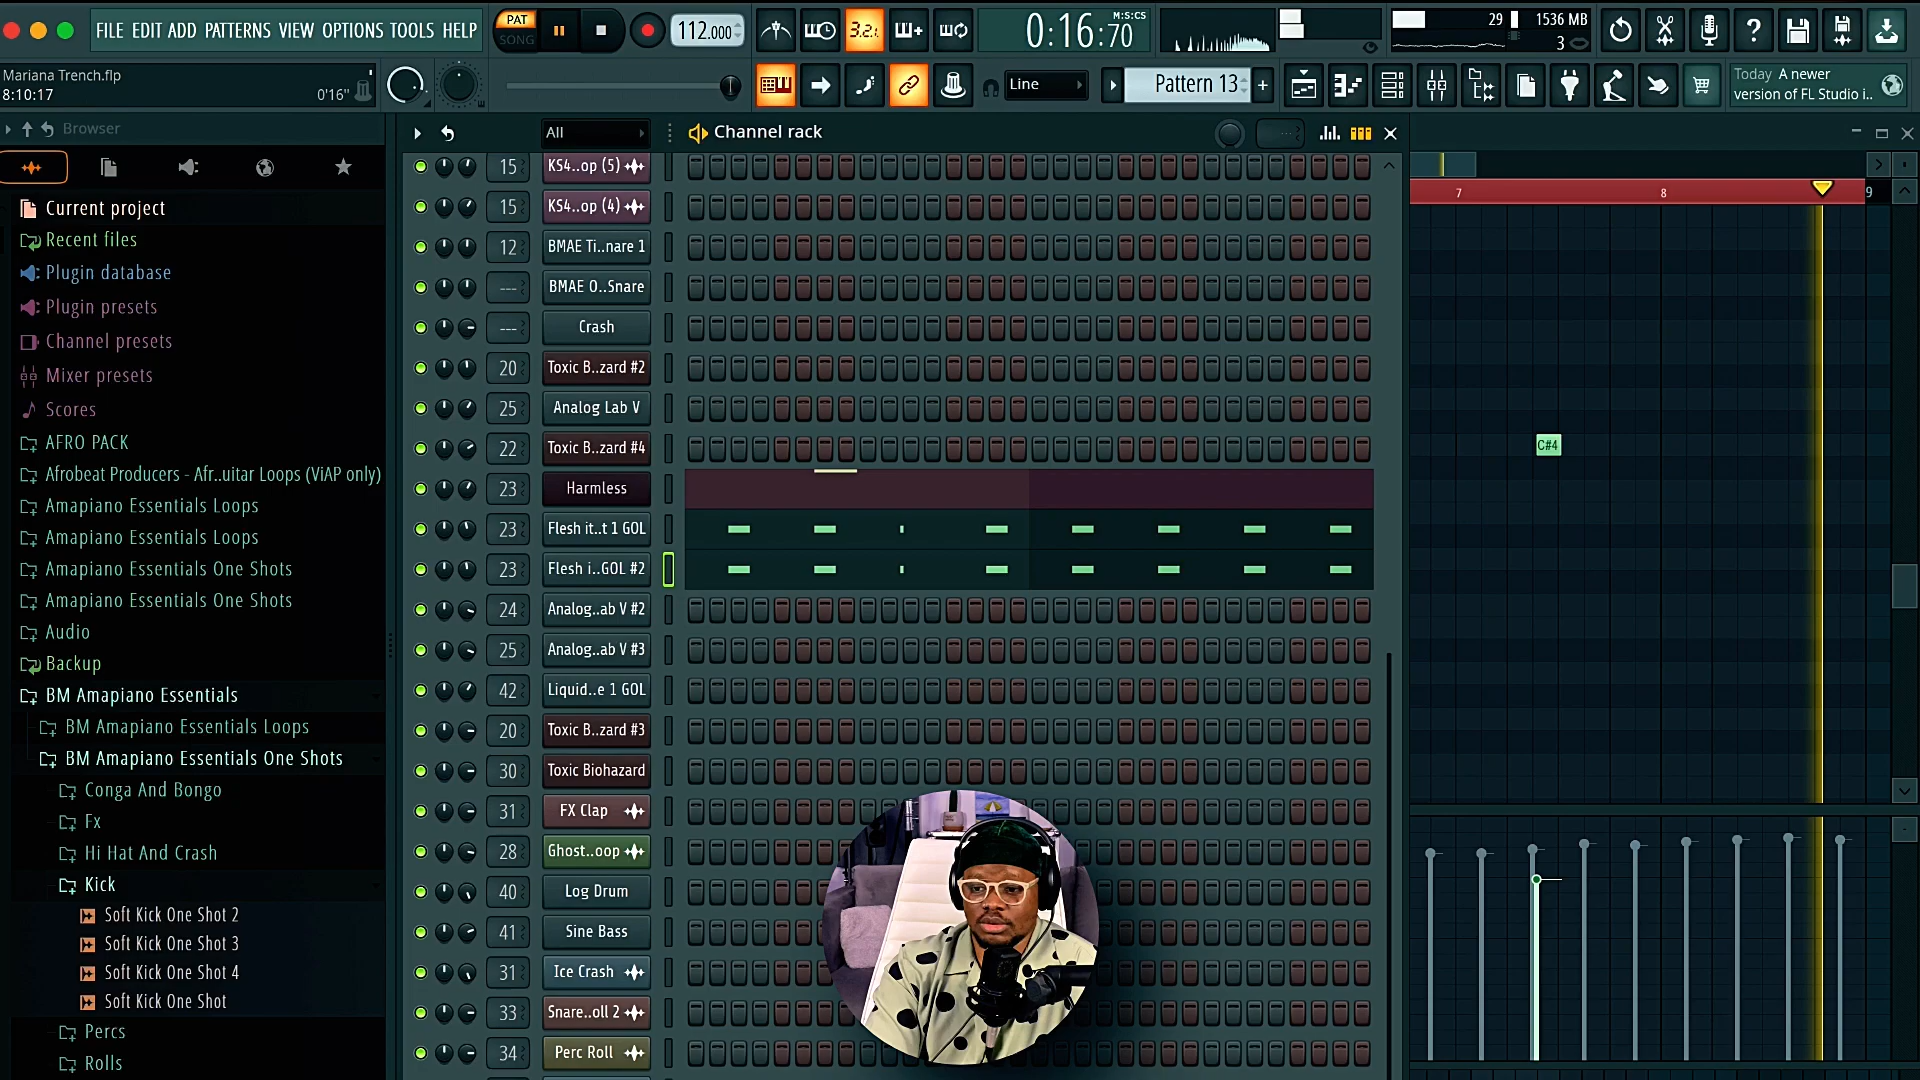 FILE EDIT ADD PATTERNS VIEW OPTIONS TOOLS HELP
PAT
SONG
112.000
3.2.
0:16:70
M:S:CS
29
1536 MB
3
Mariana Trench.flp
8:10:17
0'16"
Line
Pattern 13
Today A newer
version of FL Studio i..
Browser
All
Channel rack
Current project
Recent files
Plugin database
Plugin presets
Channel presets
Mixer presets
Scores
AFRO PACK
Afrobeat Producers - Afr..uitar Loops (ViAP only)
Amapiano Essentials Loops
Amapiano Essentials Loops
Amapiano Essentials One Shots
Amapiano Essentials One Shots
Audio
Backup
BM Amapiano Essentials
BM Amapiano Essentials Loops
BM Amapiano Essentials One Shots
Conga And Bongo
Fx
Hi Hat And Crash
Kick
Soft Kick One Shot 2
Soft Kick One Shot 3
Soft Kick One Shot 4
Soft Kick One Shot
Percs
Rolls
15 KS4..op (5)
15 KS4..op (4)
12 BMAE Ti..nare 1
--- BMAE O..Snare
--- Crash
20 Toxic B..zard #2
25 Analog Lab V
22 Toxic B..zard #4
23 Harmless
23 Flesh it..t 1 GOL
23 Flesh i..GOL #2
24 Analog..ab V #2
25 Analog..ab V #3
42 Liquid..e 1 GOL
20 Toxic B..zard #3
30 Toxic Biohazard
31 FX Clap
28 Ghost..oop
40 Log Drum
41 Sine Bass
31 Ice Crash
33 Snare..oll 2
34 Perc Roll
7 8 9
C#4